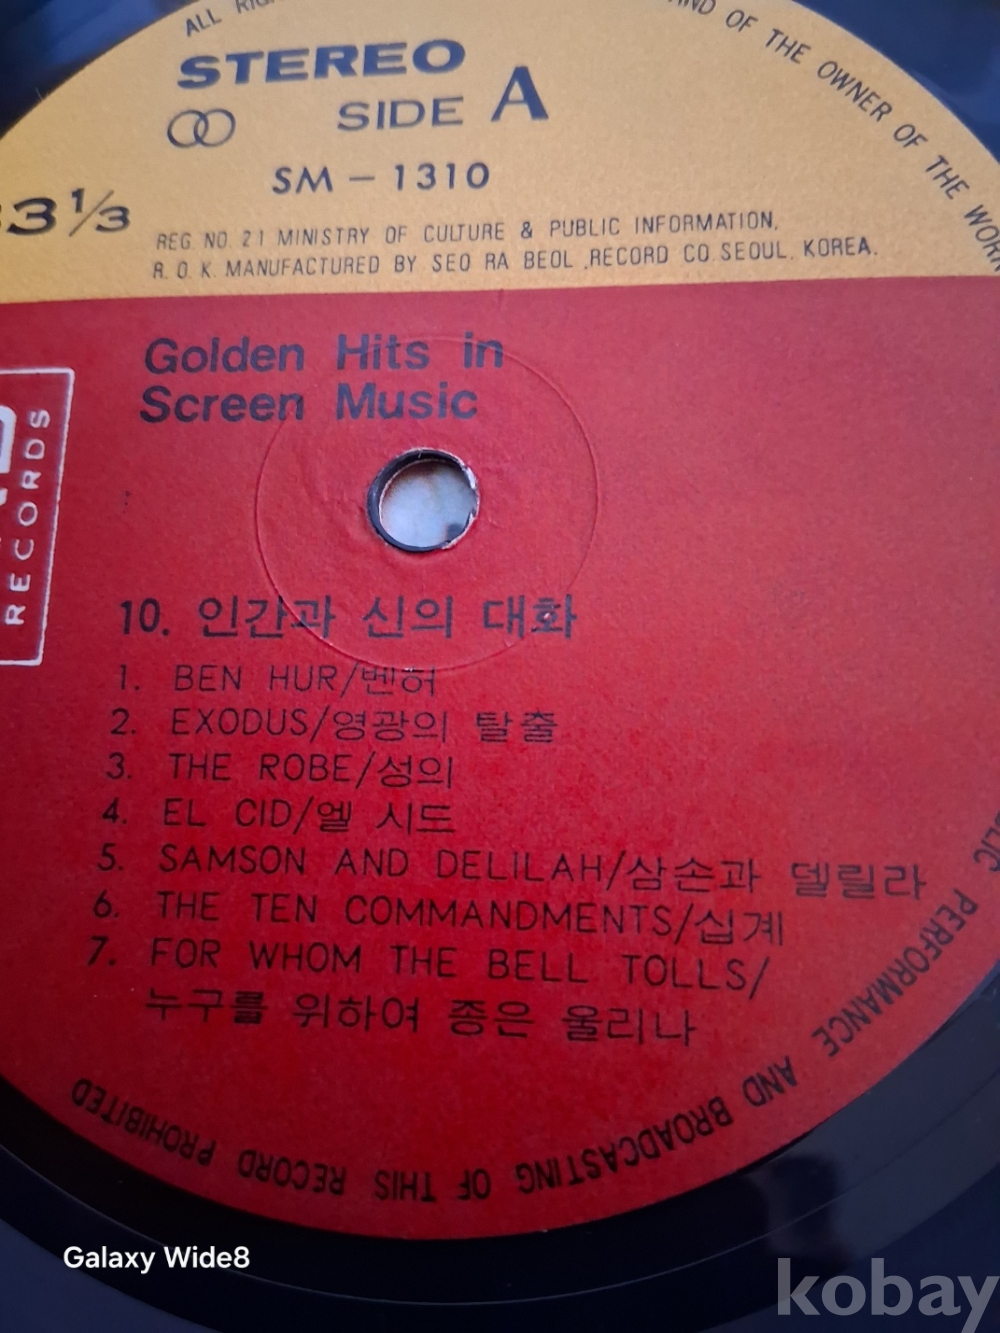 ALL
OF THE OWNER OF THE WORK
STEREO
SIDE A
SM-1310
33 1/3
REG. NO. 21 MINISTRY OF CULTURE & PUBLIC INFORMATION,
R. O. K. MANUFACTURED BY SEO RA BEOL, RECORD CO. SEOUL. KOREA.
Golden Hits in
Screen Music
RECORDS
10. 인간과 신의 대화
1. BEN HUR/벤허
2. EXODUS/영광의 탈출
3. THE ROBE/성의
4. EL CID/엘 시드
5. SAMSON AND DELILAH/삼손과 델릴라
6. THE TEN COMMANDMENTS/십계
7. FOR WHOM THE BELL TOLLS/
누구를 위하여 종은 울리나
PERFORMANCE AND BROADCASTING OF THIS RECORD PROHIBITED
Galaxy Wide8
kobay